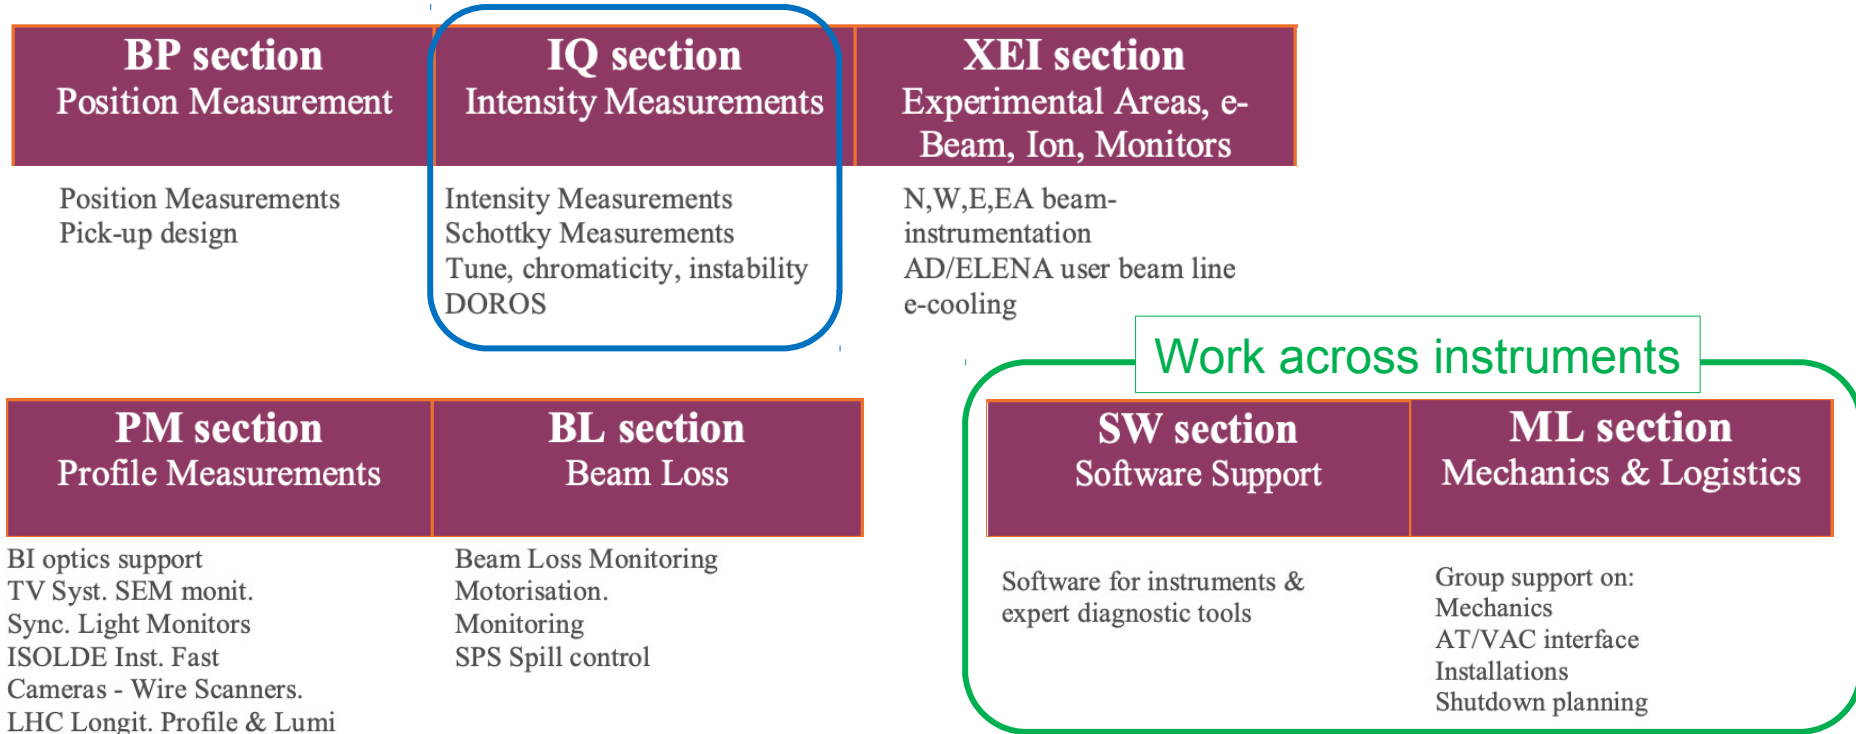 BP section
Position Measurement
IQ section
Intensity Measurements
XEI section
Experimental Areas, e-
Beam, Ion, Monitors
Position Measurements
Pick-up design
Intensity Measurements
Schottky Measurements
Tune, chromaticity, instability
DOROS
N,W,E,EA beam-
instrumentation
AD/ELENA user beam line
e-cooling
Work across instruments
PM section
Profile Measurements
BL section
Beam Loss
SW section
Software Support
ML section
Mechanics & Logistics
BI optics support
TV Syst. SEM monit.
Sync. Light Monitors
ISOLDE Inst. Fast
Cameras - Wire Scanners.
LHC Longit. Profile & Lumi
Beam Loss Monitoring
Motorisation.
Monitoring
SPS Spill control
Software for instruments &
expert diagnostic tools
Group support on:
Mechanics
AT/VAC interface
Installations
Shutdown planning